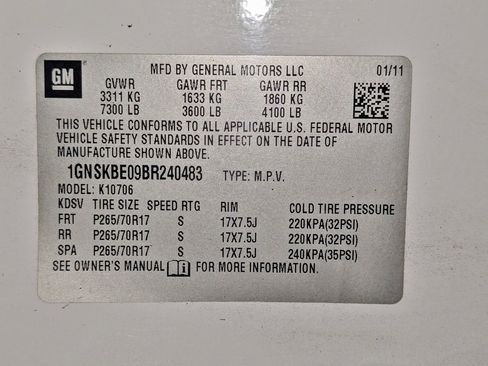 GM
MFD BY GENERAL MOTORS LLC 01/11
GVWR GAWR FRT GAWR RR
3311 KG 1633 KG 1860 KG
7300 LB 3600 LB 4100 LB
THIS VEHICLE CONFORMS TO ALL APPLICABLE U.S. FEDERAL MOTOR
VEHICLE SAFETY STANDARDS IN EFFECT ON THE DATE OF
MANUFACTURE SHOWN ABOVE.
1GNSKBE09BR240483 TYPE: M.P.V.
MODEL: K10706
KDSV TIRE SIZE SPEED RTG RIM COLD TIRE PRESSURE
FRT P265/70R17 S 17X7.5J 220KPA(32PSI)
RR P265/70R17 S 17X7.5J 220KPA(32PSI)
SPA P265/70R17 S 17X7.5J 240KPA(35PSI)
SEE OWNER'S MANUAL FOR MORE INFORMATION.